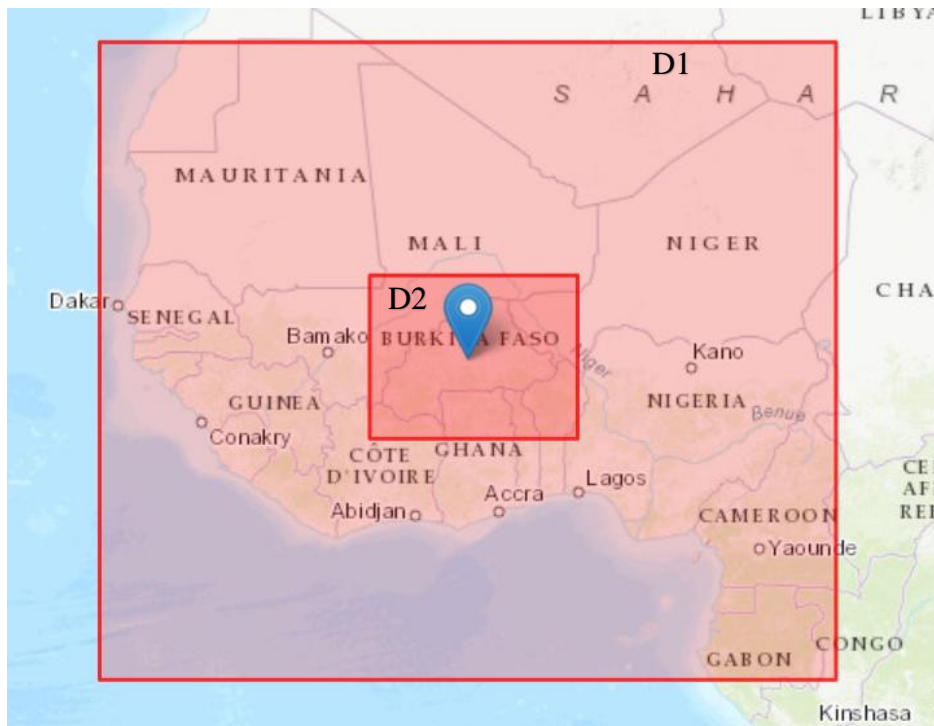 LIBYA
D1
S A H A R
MAURITANIA
MALI
NIGER
CHA
D2
Dakar
SENEGAL
Bamako
BURKI A FASO
Niger
Kano
GUINEA
NIGERIA
Benue
Conakry
CÔTE
D'IVOIRE
GHANA
CE
AF
RE
Lagos
Abidjan
Accra
CAMEROON
Yaounde
CONGO
GABON
Kinshasa